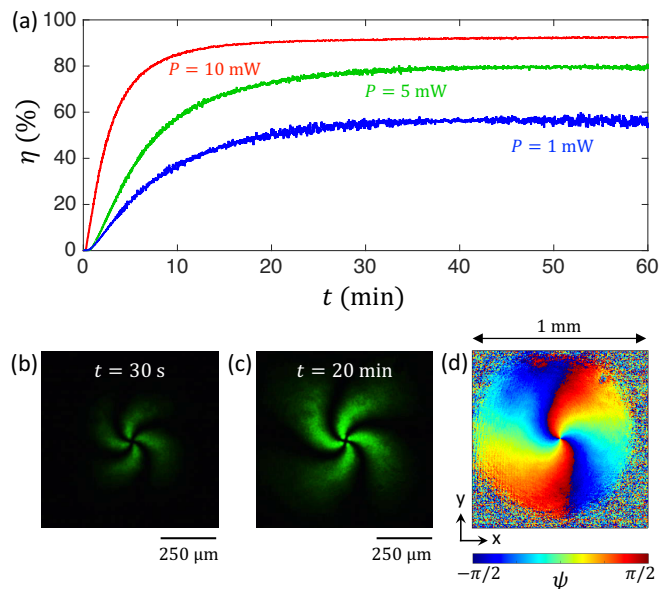 (a)
100
80
60
40
20
0
η (%)
P = 10 mW
P = 5 mW
P = 1 mW
0 10 20 30 40 50 60
t (min)
(b) t = 30 s
250 μm
(c) t = 20 min
250 μm
(d) 1 mm
y
x
−π/2 ψ π/2